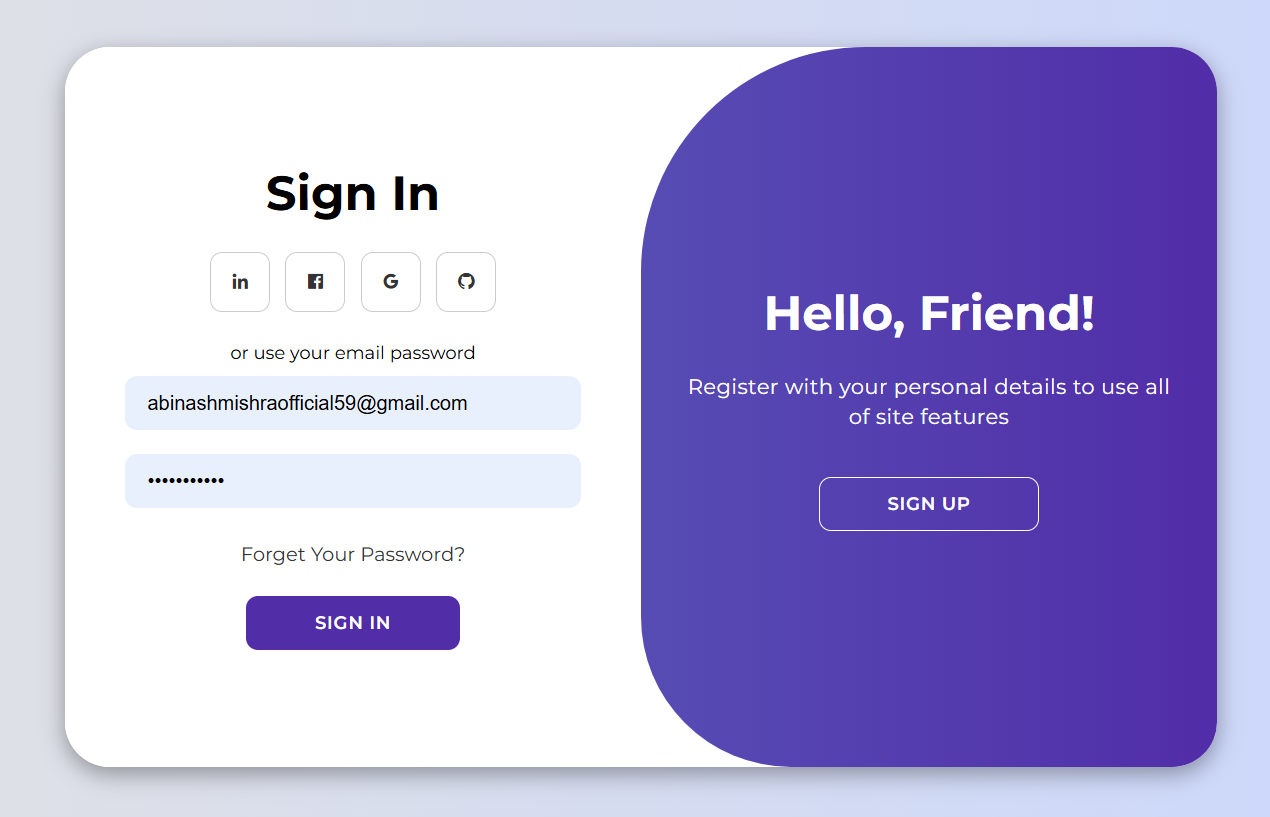 Sign In
or use your email password
abinashmishraofficial59@gmail.com
•••••••••••
Forget Your Password?
SIGN IN
Hello, Friend!
Register with your personal details to use all
of site features
SIGN UP